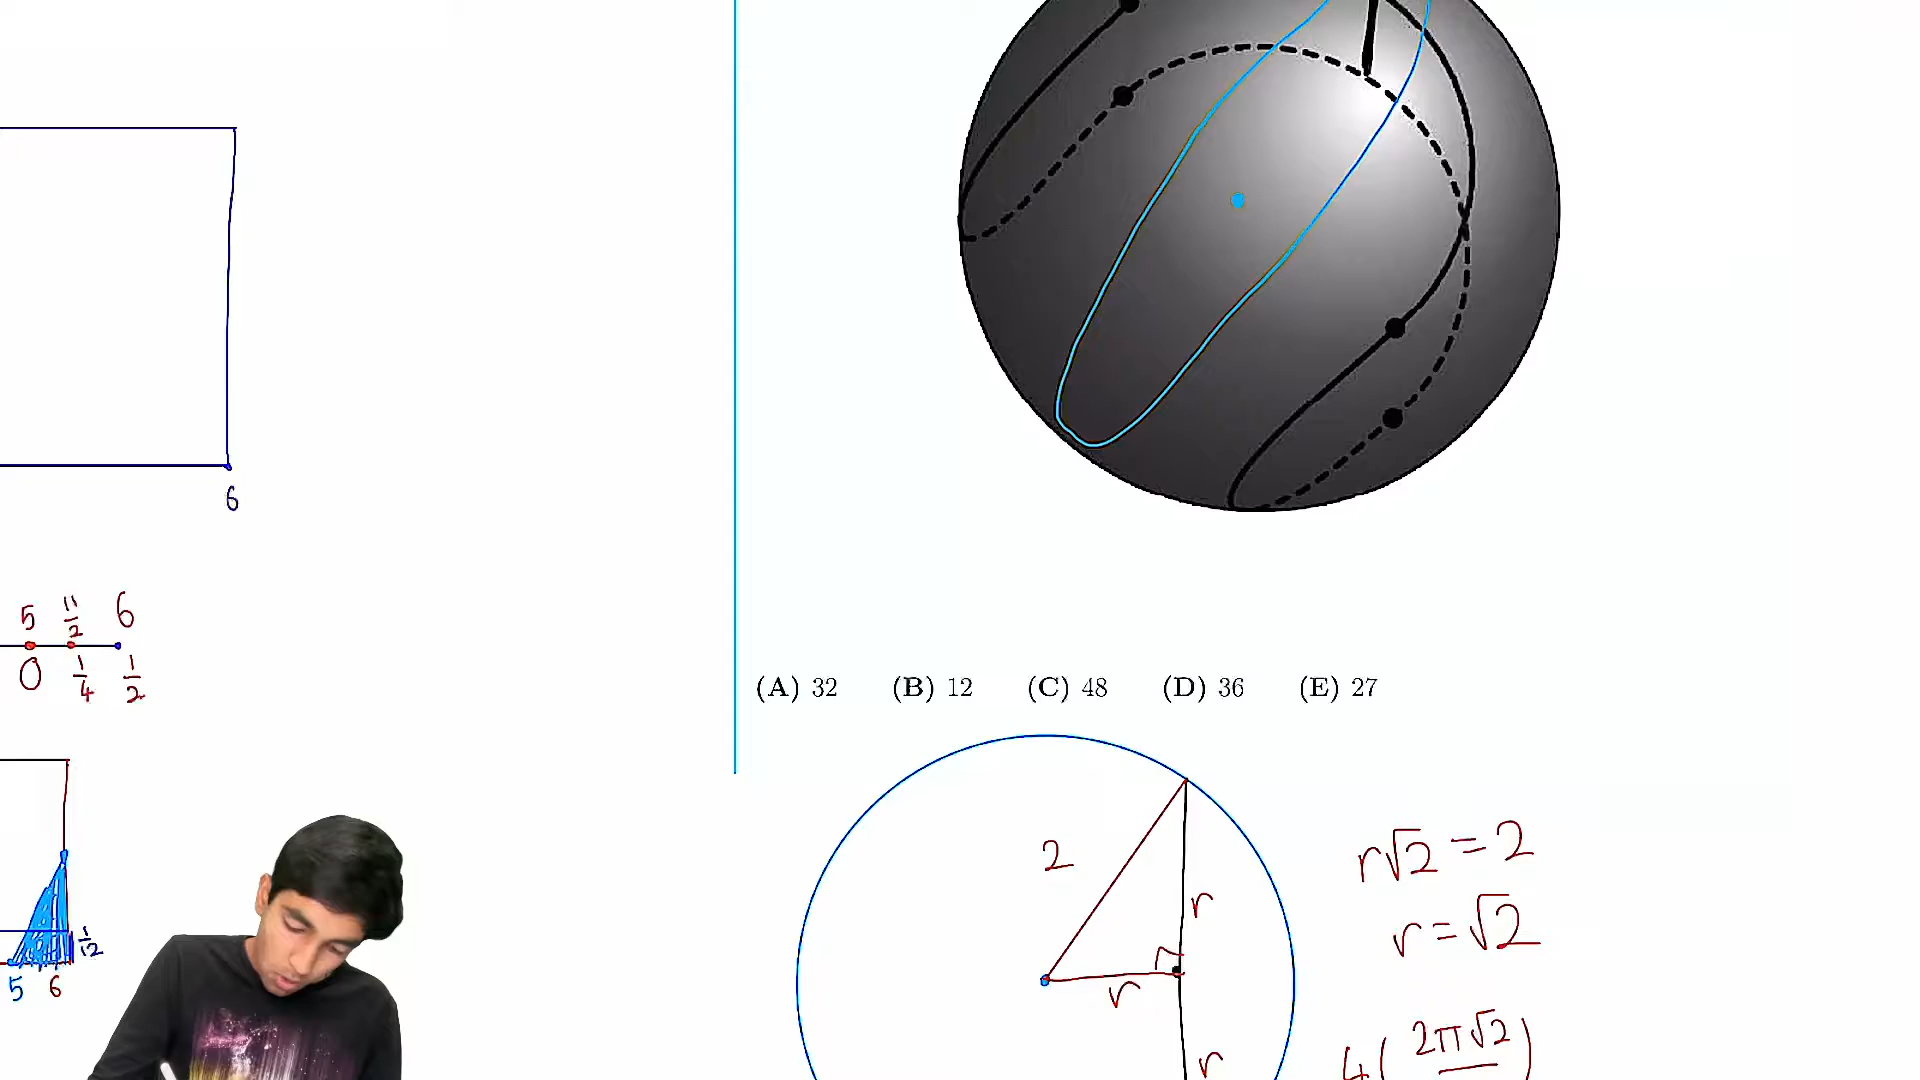 6
5 11/2 6
0 1/4 1/2
1/12
5 6
(A) 32 (B) 12 (C) 48 (D) 36 (E) 27
2
r
r
r
r√2 = 2
r = √2
4(2π√2)